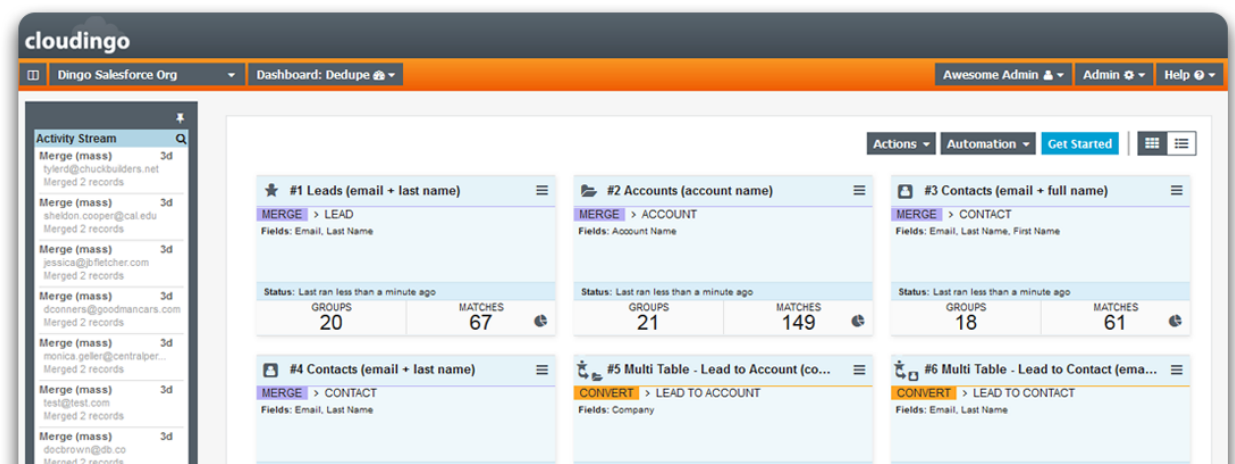 cloudingo
Dingo Salesforce Org
Dashboard: Dedupe
Awesome Admin
Admin
Help
Activity Stream
Merge (mass) 3d
tylerd@chuckbuilders.net
Merged 2 records
Merge (mass) 3d
sheldon.cooper@cal.edu
Merged 2 records
Merge (mass) 3d
jessica@jbfletcher.com
Merged 2 records
Merge (mass) 3d
dconners@goodmancars.com
Merged 2 records
Merge (mass) 3d
monica.geller@centralper...
Merged 2 records
Merge (mass) 3d
test@test.com
Merged 2 records
Merge (mass) 3d
docbrown@db.co
Merged 2 records
Actions
Automation
Get Started
#1 Leads (email + last name)
MERGE > LEAD
Fields: Email, Last Name
Status: Last ran less than a minute ago
GROUPS MATCHES
20 67
#2 Accounts (account name)
MERGE > ACCOUNT
Fields: Account Name
Status: Last ran less than a minute ago
GROUPS MATCHES
21 149
#3 Contacts (email + full name)
MERGE > CONTACT
Fields: Email, Last Name, First Name
Status: Last ran less than a minute ago
GROUPS MATCHES
18 61
#4 Contacts (email + last name)
MERGE > CONTACT
Fields: Email, Last Name
#5 Multi Table - Lead to Account (co...
CONVERT > LEAD TO ACCOUNT
Fields: Company
#6 Multi Table - Lead to Contact (ema...
CONVERT > LEAD TO CONTACT
Fields: Email, Last Name